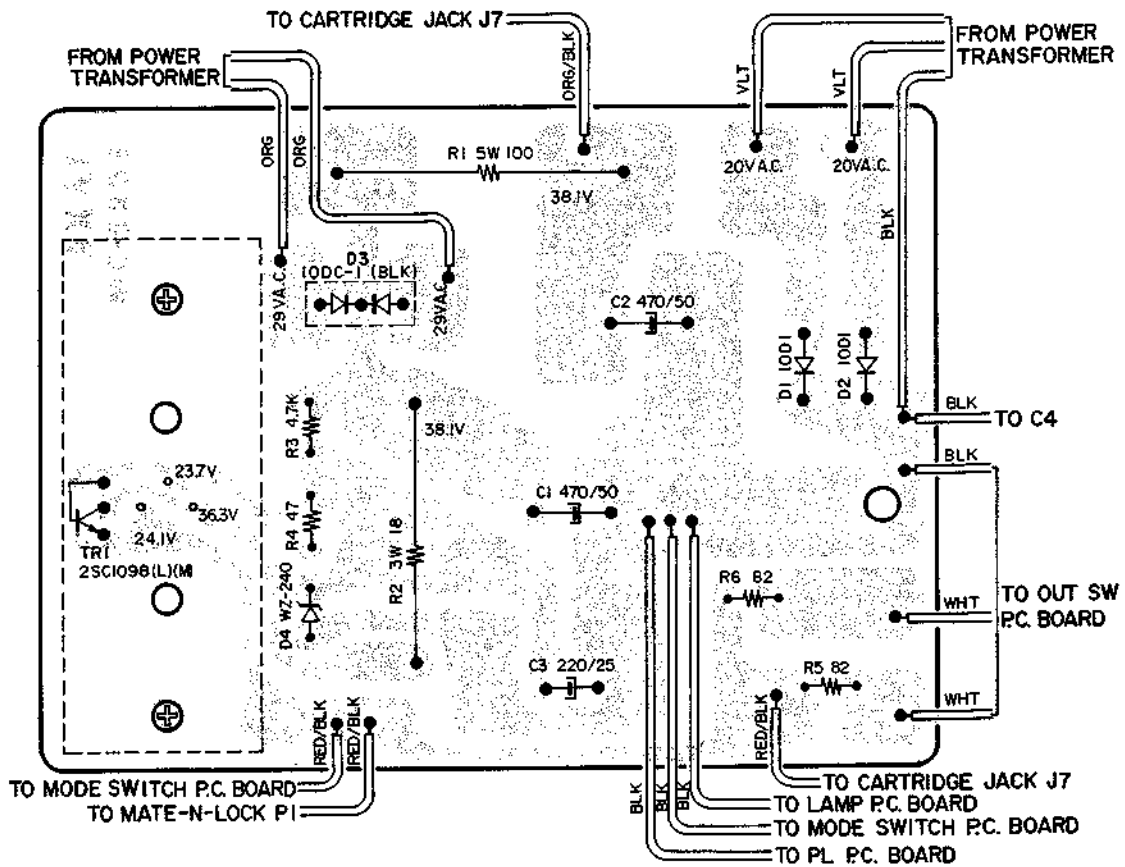 TO CARTRIDGE JACK J7
FROM POWER
TRANSFORMER
FROM POWER
TRANSFORMER
ORG/BLK
VLT
VLT
ORG
ORG
R1 5W 100
38.1V
20VA.C.
20VA.C.
BLK
D3
10DC-1 (BLK)
29VA.C.
29VA.C.
C2 470/50
D1 10D1
D2 10D1
BLK
TO C4
R3 4.7K
38.1V
BLK
23.7V
36.3V
24.1V
TR1
2SC1098(L)(M)
R4 47
C1 470/50
R2 3W 18
D4 WZ-240
R6 82
TO OUT SW
P.C. BOARD
WHT
C3 220/25
R5 82
WHT
RED/BLK
RED/BLK
RED/BLK
TO MODE SWITCH P.C. BOARD
TO MATE-N-LOCK P1
BLK
BLK
BLK
TO CARTRIDGE JACK J7
TO LAMP P.C. BOARD
TO MODE SWITCH P.C. BOARD
TO PL P.C. BOARD